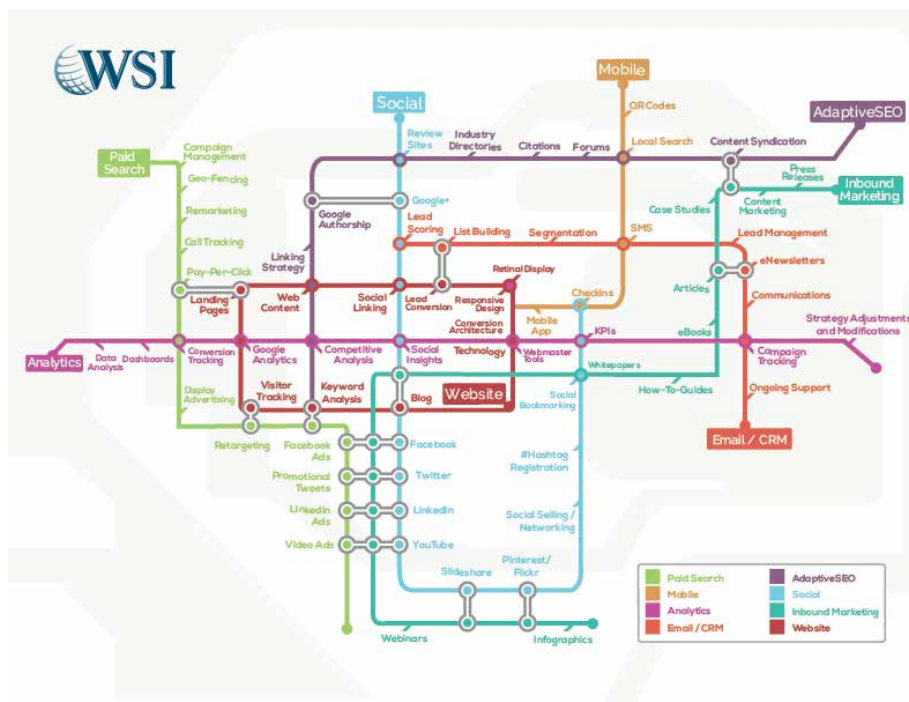 WSI
Mobile
Social
QR Codes
AdaptiveSEO
Review
Sites
Industry
Directories
Citations
Forums
Local Search
Content Syndication
Paid
Search
Campaign
Management
Geo-Fencing
Press
Releases
Inbound
Marketing
Remarketing
Google
Authorship
Google+
Case Studies
Content
Marketing
Call Tracking
Linking
Strategy
Lead
Scoring
List Building
Segmentation
SMS
Lead Management
Pay-Per-Click
Landing
Pages
Web
Content
Social
Linking
Lead
Conversion
Retinal Display
Responsive
Design
Checkins
Articles
eNewsletters
Communications
Mobile
App
Conversion
Architecture
KPIs
eBooks
Strategy Adjustments
and Modifications
Analytics
Data
Analysis
Dashboards
Conversion
Tracking
Google
Analytics
Competitive
Analysis
Social
Insights
Technology
Webmaster
Tools
Campaign
Tracking
Whitepapers
How-To-Guides
Display
Advertising
Visitor
Tracking
Keyword
Analysis
Blog
Website
Social
Bookmarking
Ongoing Support
Email / CRM
Retargeting
Facebook
Ads
Facebook
#Hashtag
Registration
Promotional
Tweets
Twitter
LinkedIn
Ads
LinkedIn
Social Selling /
Networking
Video Ads
YouTube
Slideshare
Pinterest/
Flickr
Webinars
Infographics
Paid Search
AdaptiveSEO
Mobile
Social
Analytics
Inbound Marketing
Email / CRM
Website